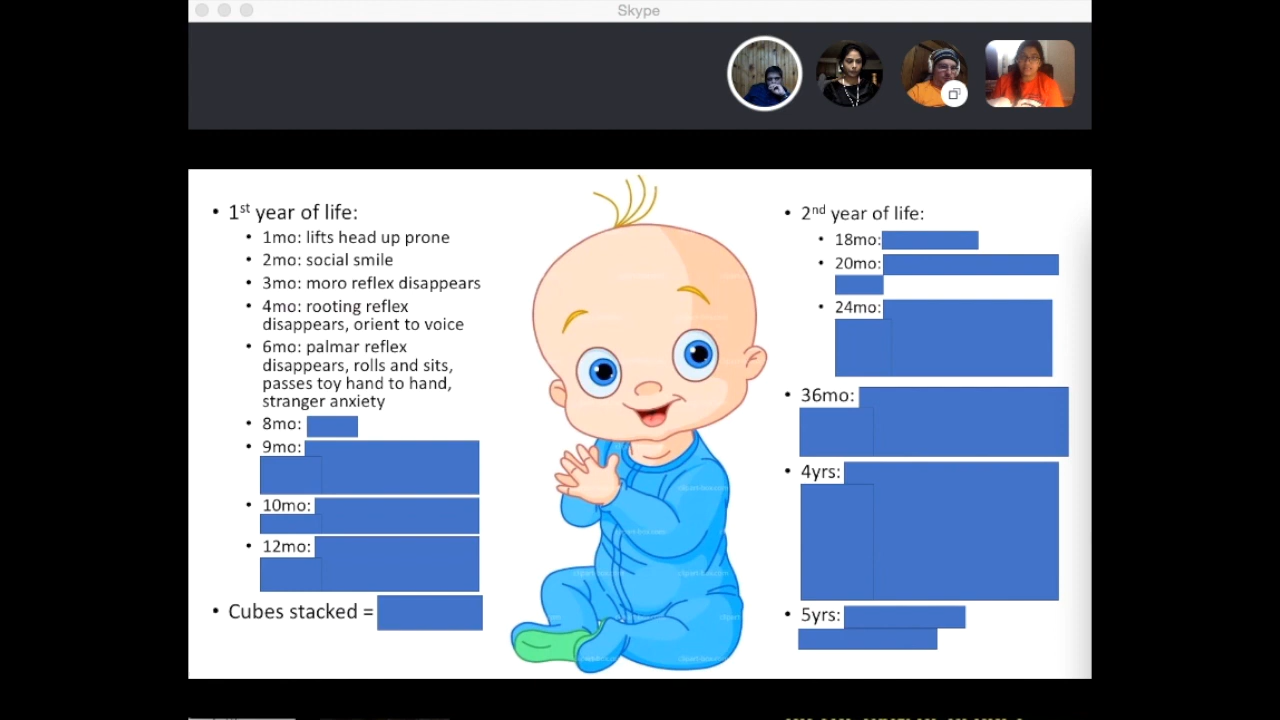 Skype
• 1st year of life:
• 1mo: lifts head up prone
• 2mo: social smile
• 3mo: moro reflex disappears
• 4mo: rooting reflex
disappears, orient to voice
• 6mo: palmar reflex
disappears, rolls and sits,
passes toy hand to hand,
stranger anxiety
• 8mo:
• 9mo:
• 10mo:
• 12mo:
• Cubes stacked =
• 2nd year of life:
• 18mo:
• 20mo:
• 24mo:
• 36mo:
• 4yrs:
• 5yrs: